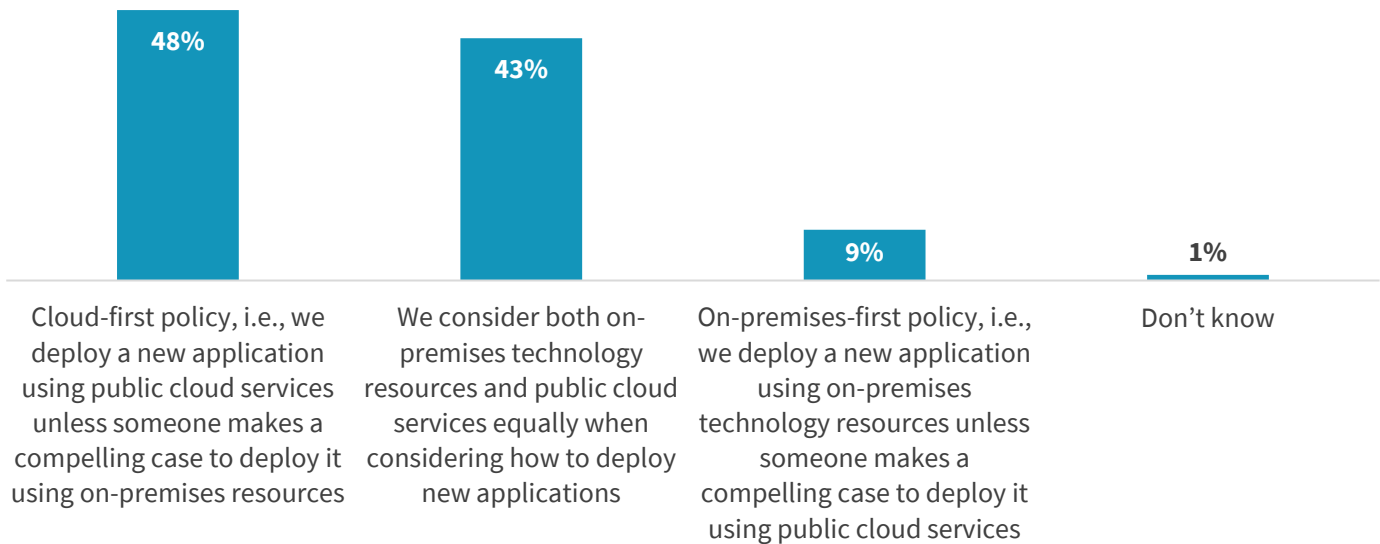 48%
43%
9%
1%
Cloud-first policy, i.e., we
deploy a new application
using public cloud services
unless someone makes a
compelling case to deploy it
using on-premises resources
We consider both on-
premises technology
resources and public cloud
services equally when
considering how to deploy
new applications
On-premises-first policy, i.e.,
we deploy a new application
using on-premises
technology resources unless
someone makes a
compelling case to deploy it
using public cloud services
Don’t know